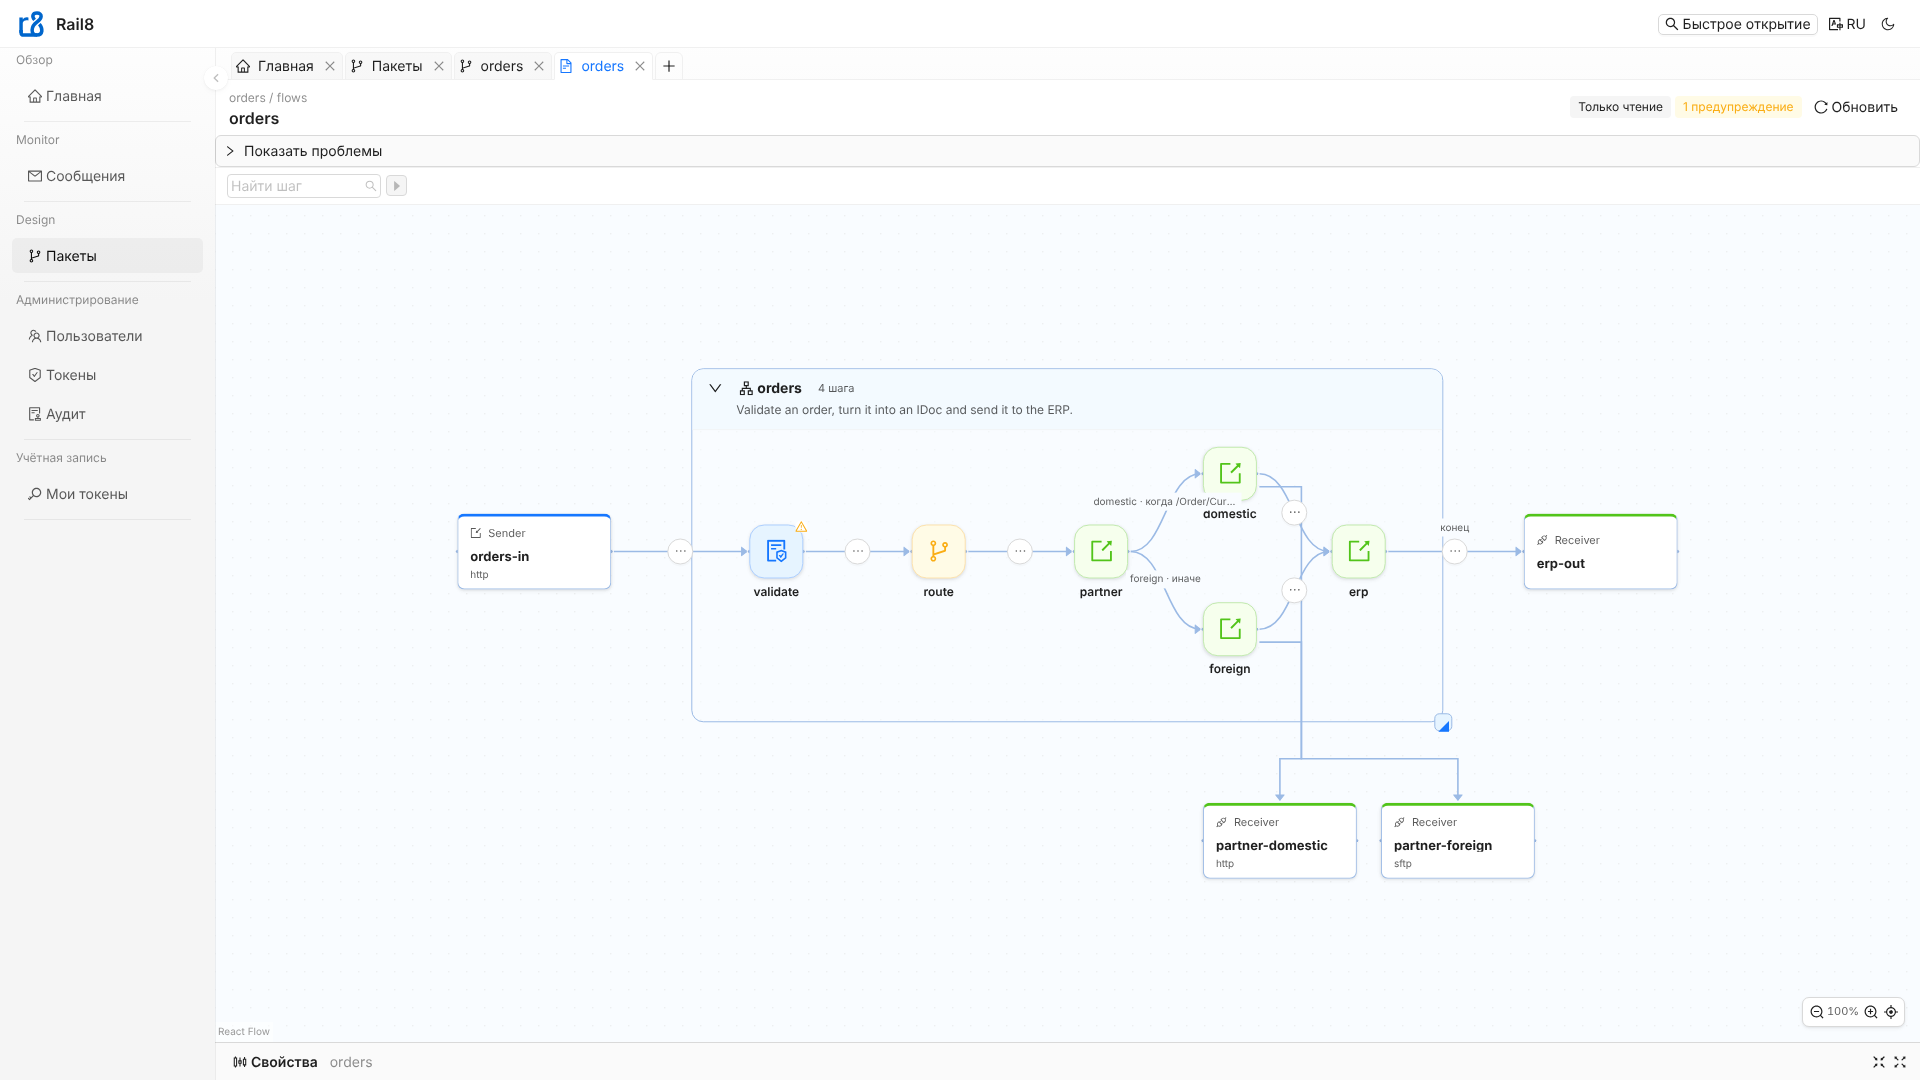 Rail8
Быстрое открытие
RU
Обзор
Главная
Monitor
Сообщения
Design
Пакеты
Администрирование
Пользователи
Токены
Аудит
Учётная запись
Мои токены
Главная
Пакеты
orders
orders
orders / flows
orders
Только чтение
1 предупреждение
Обновить
Показать проблемы
Найти шаг
orders
4 шага
Validate an order, turn it into an IDoc and send it to the ERP.
Sender
orders-in
http
validate
route
partner
domestic · когда /Order/Cur...
domestic
foreign · иначе
foreign
erp
конец
Receiver
erp-out
Receiver
partner-domestic
http
Receiver
partner-foreign
sftp
100%
React Flow
Свойства
orders